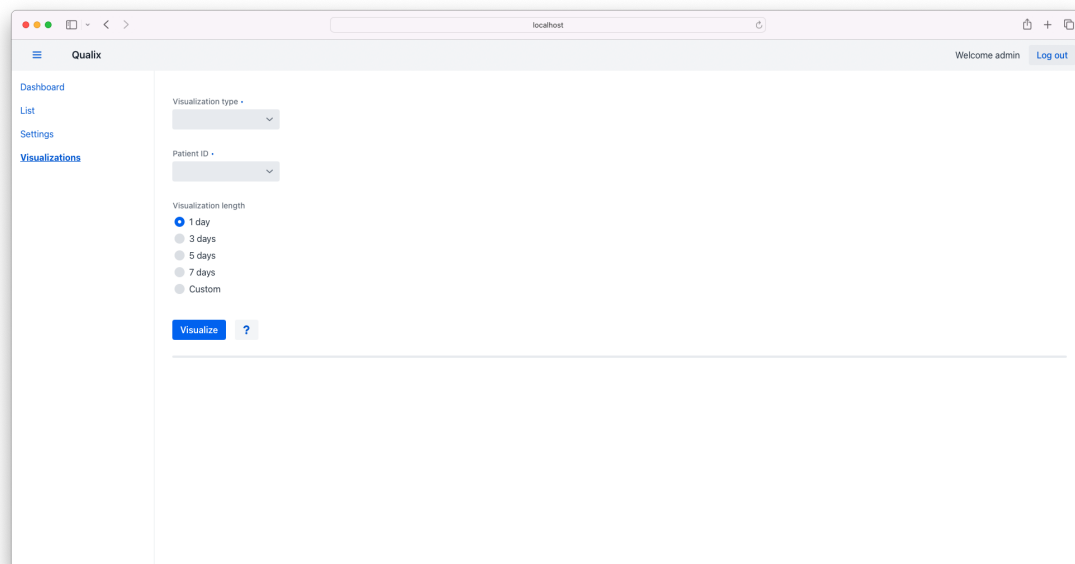 localhost
Qualix
Welcome admin
Log out
Dashboard
List
Settings
Visualizations
Visualization type •
Patient ID •
Visualization length
1 day
3 days
5 days
7 days
Custom
Visualize
?